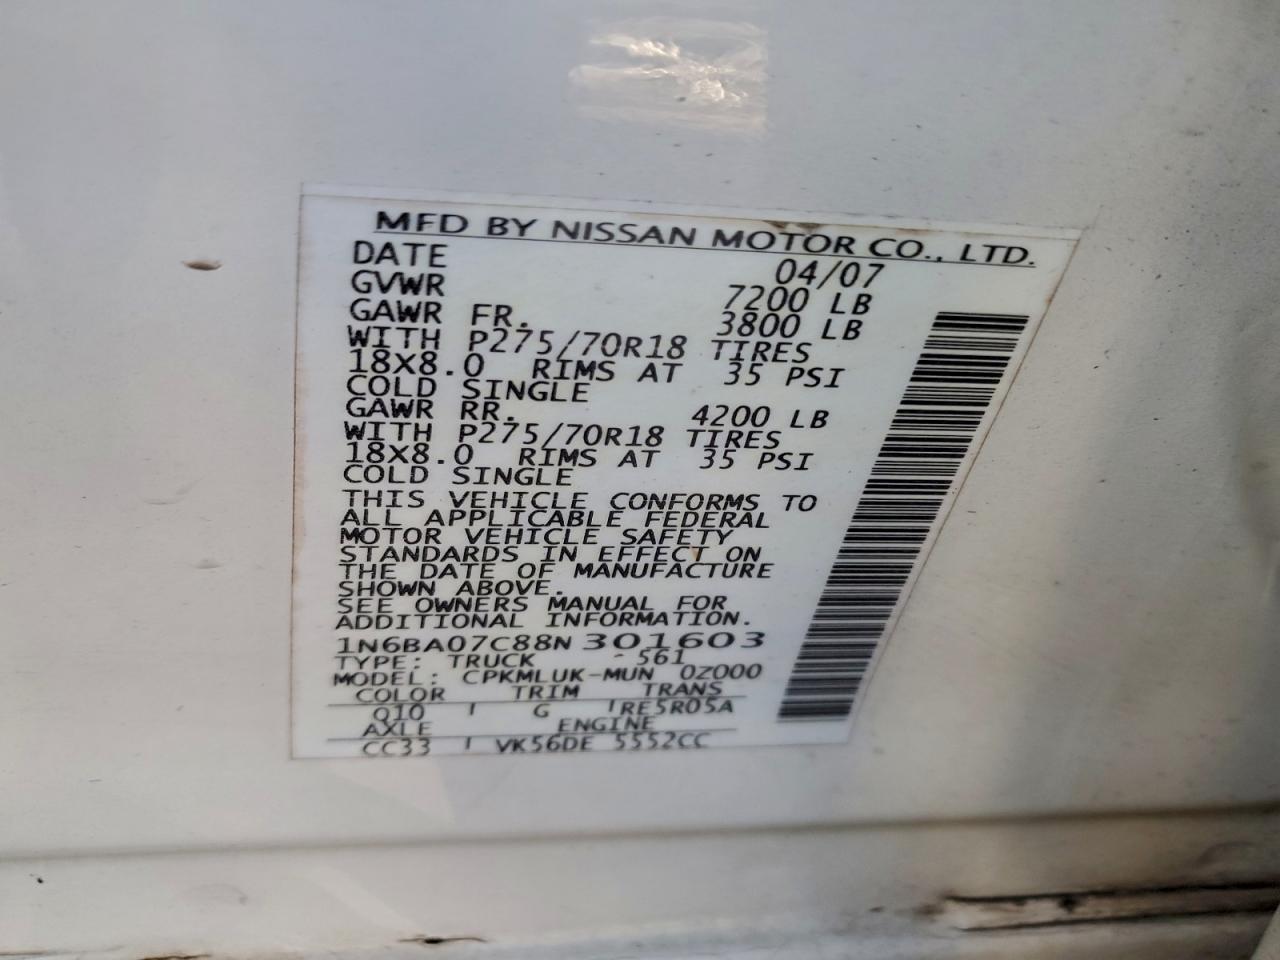 MFD BY NISSAN MOTOR CO., LTD.
DATE 04/07
GVWR 7200 LB
GAWR FR. 3800 LB
WITH P275/70R18 TIRES
18X8.0 RIMS AT 35 PSI
COLD SINGLE
GAWR RR. 4200 LB
WITH P275/70R18 TIRES
18X8.0 RIMS AT 35 PSI
COLD SINGLE
THIS VEHICLE CONFORMS TO
ALL APPLICABLE FEDERAL
MOTOR VEHICLE SAFETY
STANDARDS IN EFFECT ON
THE DATE OF MANUFACTURE
SHOWN ABOVE.
SEE OWNERS MANUAL FOR
ADDITIONAL INFORMATION.
1N6BA07C88N301603
TYPE: TRUCK - 561
MODEL: CPKMLUK-MUN 0Z000
COLOR TRIM TRANS
Q10 G RE5R05A
AXLE ENGINE
CC33 VK56DE 5552CC